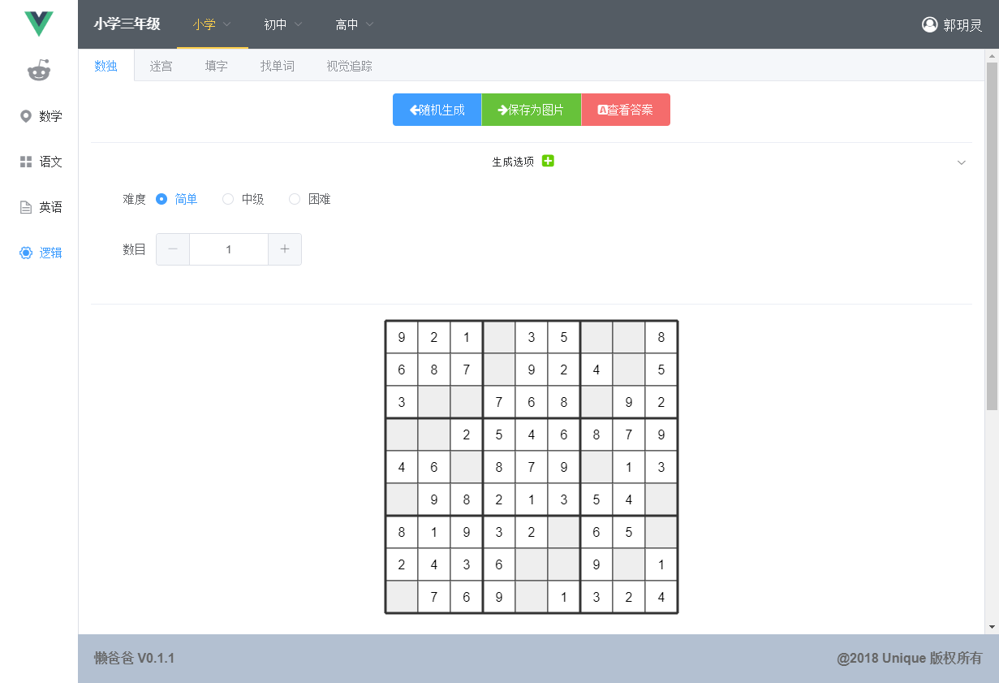 小学三年级 小学 初中 高中 郭玥灵
数独 迷宫 填字 找单词 视觉追踪
随机生成 保存为图片 A查看答案
数学
语文
英语
逻辑
生成选项
难度 简单 中级 困难
数目 1
9 2 1 3 5 8
6 8 7 9 2 4 5
3 7 6 8 9 2
2 5 4 6 8 7 9
4 6 8 7 9 1 3
9 8 2 1 3 5 4
8 1 9 3 2 6 5
2 4 3 6 9 1
7 6 9 1 3 2 4
懒爸爸 V0.1.1 @2018 Unique 版权所有